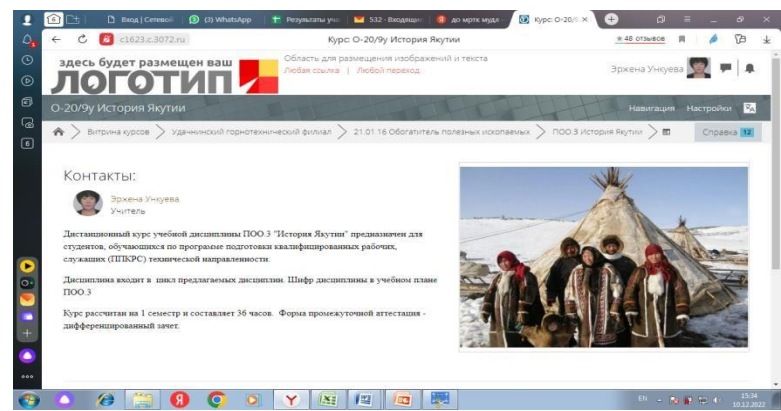 Вход | Сетевой
(3) WhatsApp
Результаты уча
532 · Входящие
до мртк муда
Курс: О-20/9
c1623.c.3072.ru
Курс: О-20/9у История Якутии
★ 48 отзывов
здесь будет размещен ваш
ЛОГОТИП
Область для размещения изображений и текста
Любая ссылка | Любой переход
Эржена Ункуева
О-20/9у История Якутии
Навигация Настройки
Витрина курсов > Удачнинский горнотехнический филиал > 21.01.16 Обогатитель полезных ископаемых > ПОО.3 История Якутии >
Справка 12
Контакты:
Эржена Ункуева
Учитель
Дистанционный курс учебной дисциплины ПОО.3 "История Якутии" предназначен для
студентов, обучающихся по программе подготовки квалифицированных рабочих,
служащих (ППКРС) технической направленности.
Дисциплина входит в цикл предлагаемых дисциплин. Шифр дисциплины в учебном плане
ПОО.3
Курс рассчитан на 1 семестр и составляет 36 часов. Форма промежуточной аттестация -
дифференцированный зачет.
EN
15:34
10.12.2022